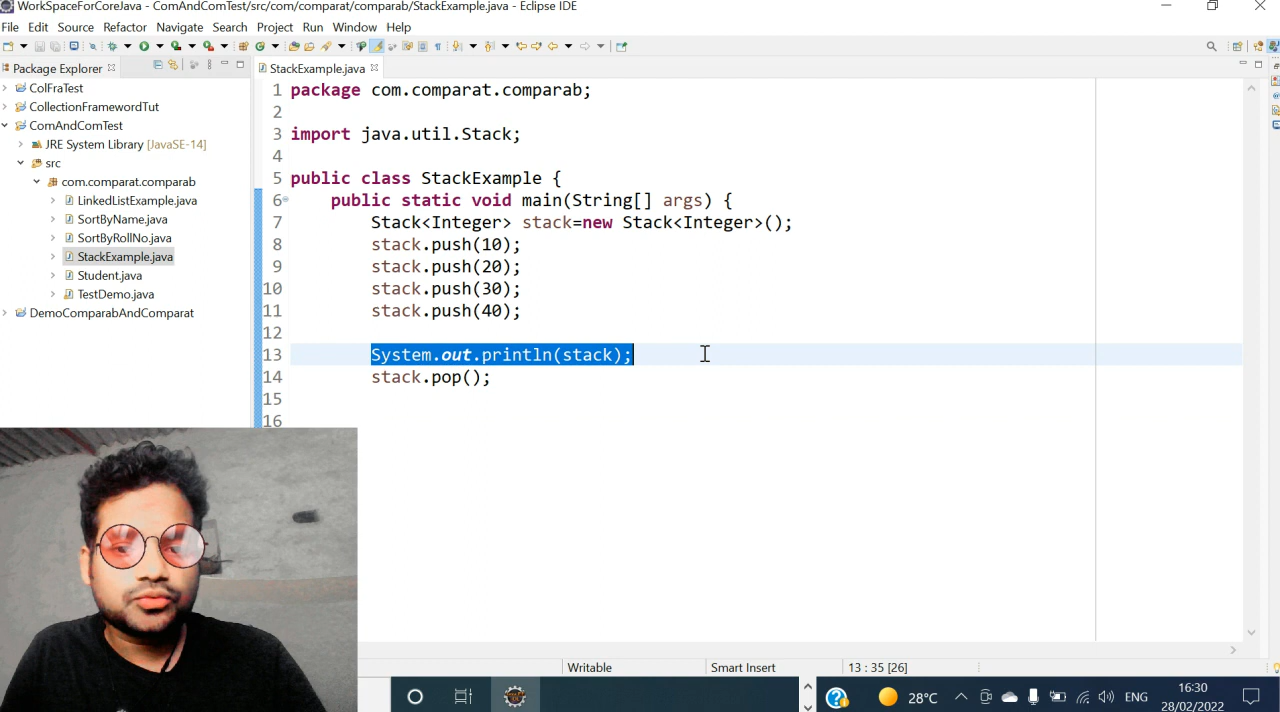 WorkSpaceForCoreJava - ComAndComTest/src/com/comparat/comparab/StackExample.java - Eclipse IDE
File Edit Source Refactor Navigate Search Project Run Window Help
Package Explorer
StackExample.java
ColFraTest
CollectionFramewordTut
ComAndComTest
JRE System Library [JavaSE-14]
src
com.comparat.comparab
LinkedListExample.java
SortByName.java
SortByRollNo.java
StackExample.java
Student.java
TestDemo.java
DemoComparabAndComparat
1 package com.comparat.comparab;
2
3 import java.util.Stack;
4
5 public class StackExample {
6 public static void main(String[] args) {
7 Stack<Integer> stack=new Stack<Integer>();
8 stack.push(10);
9 stack.push(20);
10 stack.push(30);
11 stack.push(40);
12
13 System.out.println(stack);
14 stack.pop();
15
16
Writable Smart Insert 13 : 35 [26]
28°C ENG 16:30
28/02/2022